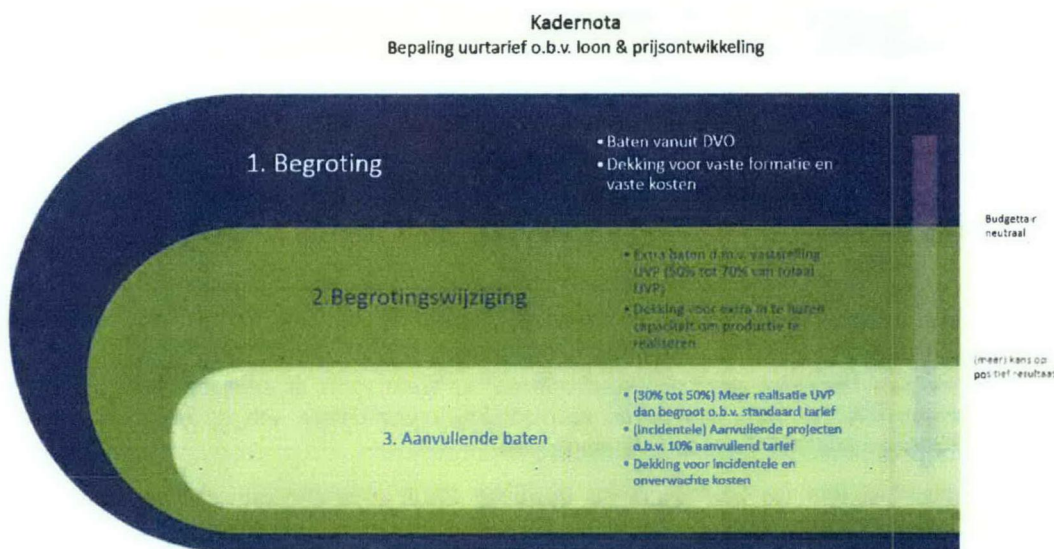 Kadernota
Bepaling uurtarief o.b.v. loon & prijsontwikkeling
1. Begroting
• Baten vanuit DVO
• Dekking voor vaste formatie en
vaste kosten
Budgettair
neutraal
2.Begrotingswijziging
• Extra baten d.m.v. vaststelling
UVP (50% tot 70% van totaal
UVP)
• Dekking voor extra in te huren
capaciteit om productie te
realiseren
(meer) kans op
positief resultaat
3. Aanvullende baten
• (30% tot 50%) Meer realisatie UVP
dan begroot o.b.v. standaard tarief
• (Incidentele) Aanvullende projecten
o.b.v. 10% aanvullend tarief
• Dekking voor incidentele en
onverwachte kosten